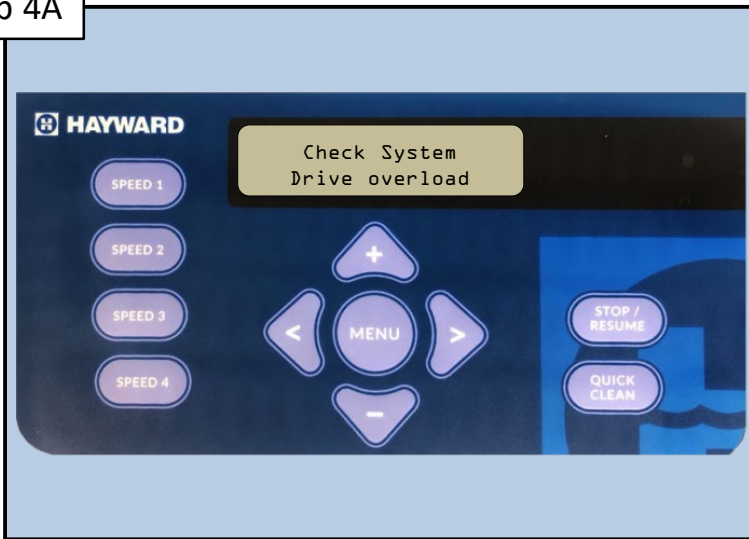 4A
HAYWARD
Check System
Drive overload
SPEED 1
SPEED 2
SPEED 3
SPEED 4
+
<
MENU
>
-
STOP /
RESUME
QUICK
CLEAN